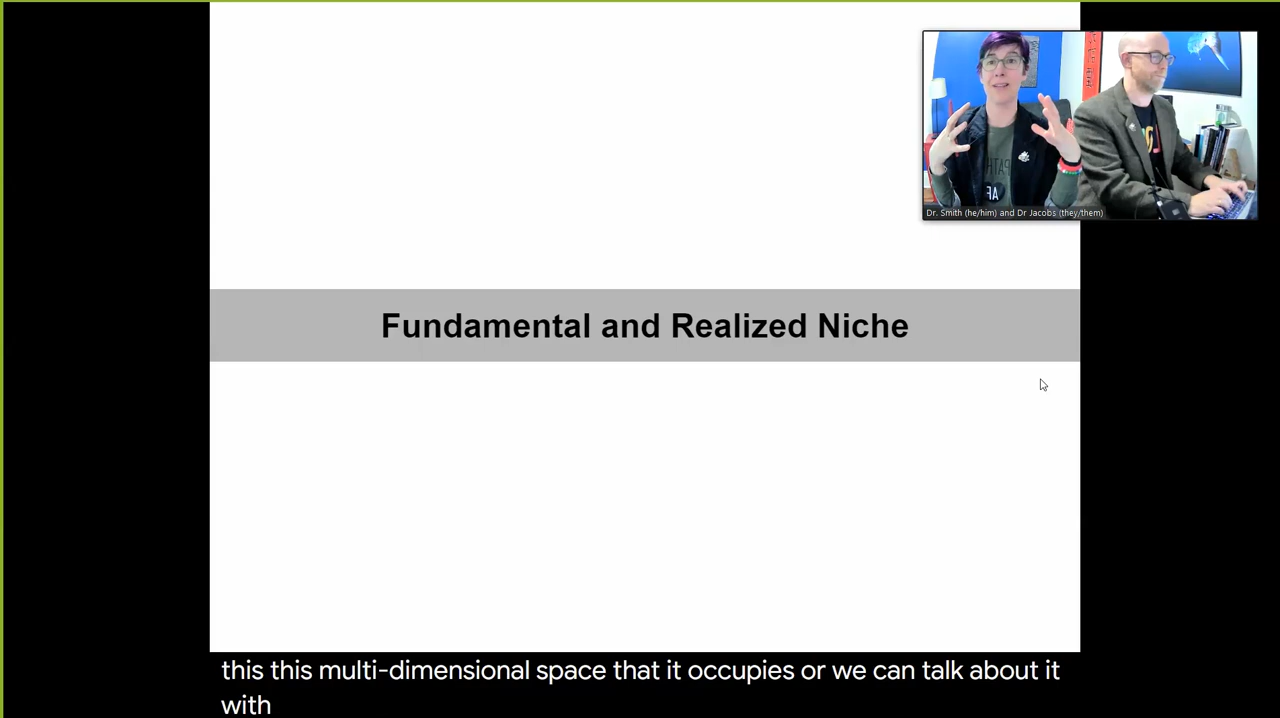 Dr. Smith (he/him) and Dr Jacobs (they/them)
Fundamental and Realized Niche
this this multi-dimensional space that it occupies or we can talk about it
with